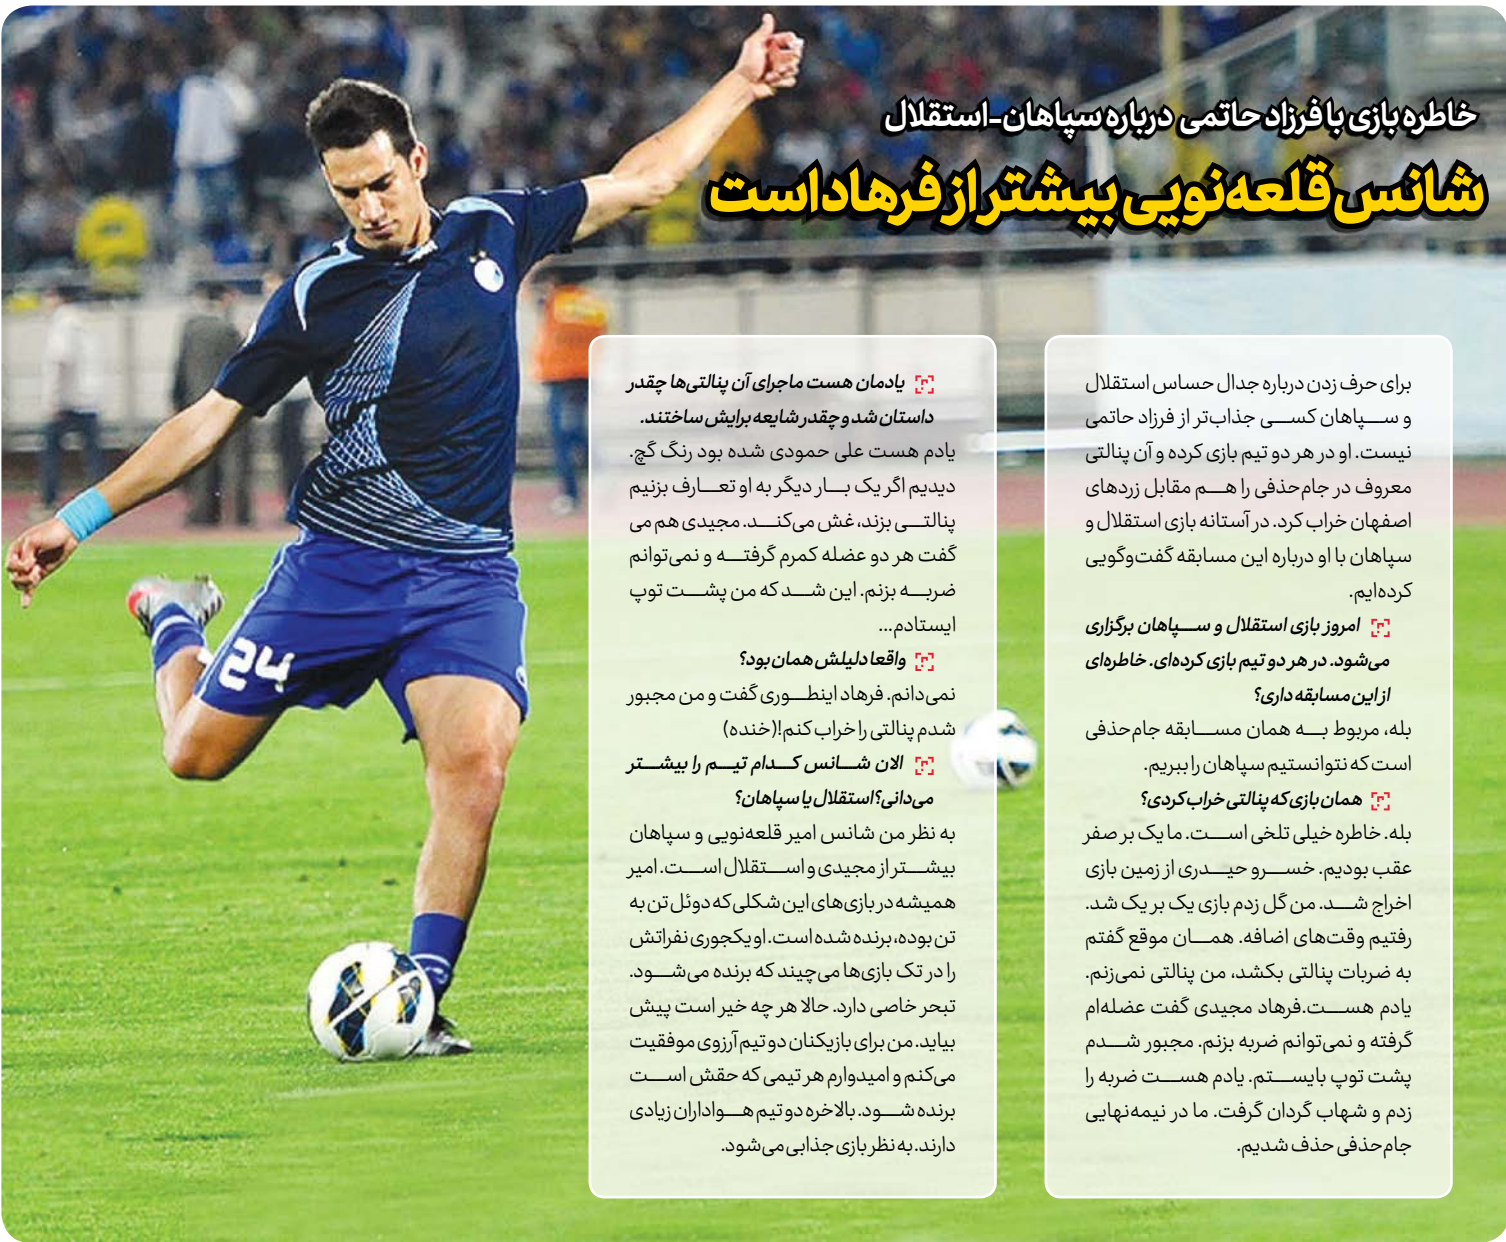 خاطره بازی با فرزاد حاتمی درباره سپاهان-استقلال
شانس قلعه‌نویی بیشتر از فرهاد است
برای حرف زدن درباره جدال حساس استقلال
و سپاهان کسی جذاب‌تر از فرزاد حاتمی
نیست. او در هر دو تیم بازی کرده و آن پنالتی
معروف در جام‌حذفی را هم مقابل زردهای
اصفهان خراب کرد. در آستانه بازی استقلال و
سپاهان با او درباره این مسابقه گفت‌وگویی
کرده‌ایم.
امروز بازی استقلال و سپاهان برگزاری
می‌شود. در هر دو تیم بازی کرده‌ای. خاطره‌ای
از این مسابقه داری؟
بله، مربوط به همان مسابقه جام‌حذفی
است که نتوانستیم سپاهان را ببریم.
همان بازی که پنالتی خراب کردی؟
بله. خاطره خیلی تلخی است. ما یک بر صفر
عقب بودیم. خسرو حیدری از زمین بازی
اخراج شد. من گل زدم بازی یک بر یک شد.
رفتیم وقت‌های اضافه. همان موقع گفتم
به ضربات پنالتی بکشد، من پنالتی نمی‌زنم.
یادم هست.فرهاد مجیدی گفت عضله‌ام
گرفته و نمی‌توانم ضربه بزنم. مجبور شدم
پشت توپ بایستم. یادم هست ضربه را
زدم و شهاب گردان گرفت. ما در نیمه‌نهایی
جام‌حذفی حذف شدیم.
یادمان هست ماجرای آن پنالتی‌ها چقدر
داستان شد و چقدر شایعه برایش ساختند.
یادم هست علی حمودی شده بود رنگ گچ.
دیدیم اگر یک بار دیگر به او تعارف بزنیم
پنالتی بزند، غش می‌کند. مجیدی هم می
گفت هر دو عضله کمرم گرفته و نمی‌توانم
ضربه بزنم. این شد که من پشت توپ
ایستادم...
واقعا دلیلش همان بود؟
نمی‌دانم. فرهاد اینطوری گفت و من مجبور
شدم پنالتی را خراب کنم!(خنده)
الان شانس کدام تیم را بیشتر
می‌دانی؟ استقلال یا سپاهان؟
به نظر من شانس امیر قلعه‌نویی و سپاهان
بیشتر از مجیدی و استقلال است. امیر
همیشه در بازی‌های این شکلی که دوئل تن به
تن بوده، برنده شده است. او یکجوری نفراتش
را در تک بازی‌ها می‌چیند که برنده می‌شود.
تبحر خاصی دارد. حالا هر چه خیر است پیش
بیاید. من برای بازیکنان دو تیم آرزوی موفقیت
می‌کنم و امیدوارم هر تیمی که حقش است
برنده شود. بالاخره دو تیم هواداران زیادی
دارند. به نظر بازی جذابی می‌شود.
24